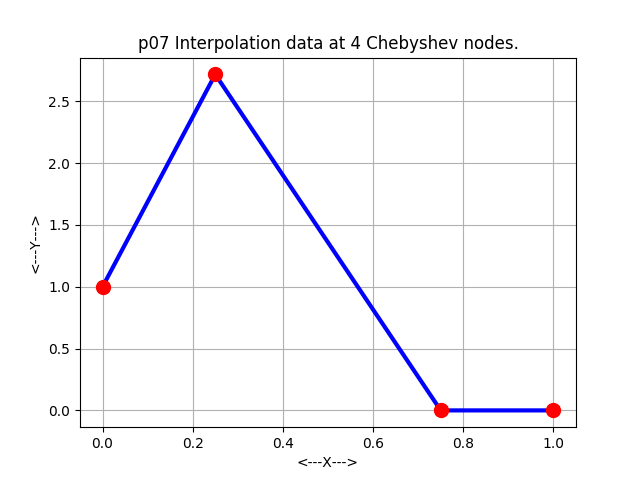 p07 Interpolation data at 4 Chebyshev nodes.
2.5
2.0
1.5
1.0
0.5
0.0
<---Y--->
0.0 0.2 0.4 0.6 0.8 1.0
<---X--->